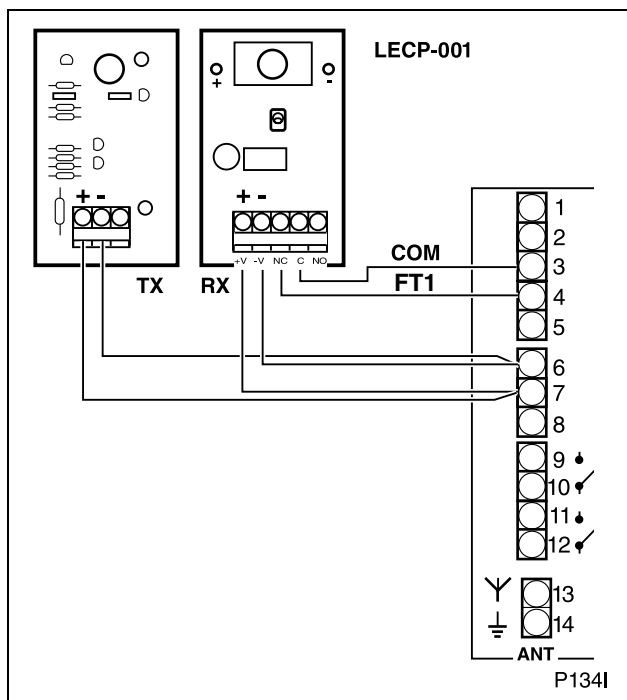 LECP-001
+ -
+ -
+ -
TX
RX
+V -V NC C NO
COM
FT1
1
2
3
4
5
6
7
8
9
10
11
12
13
14
ANT
P134I